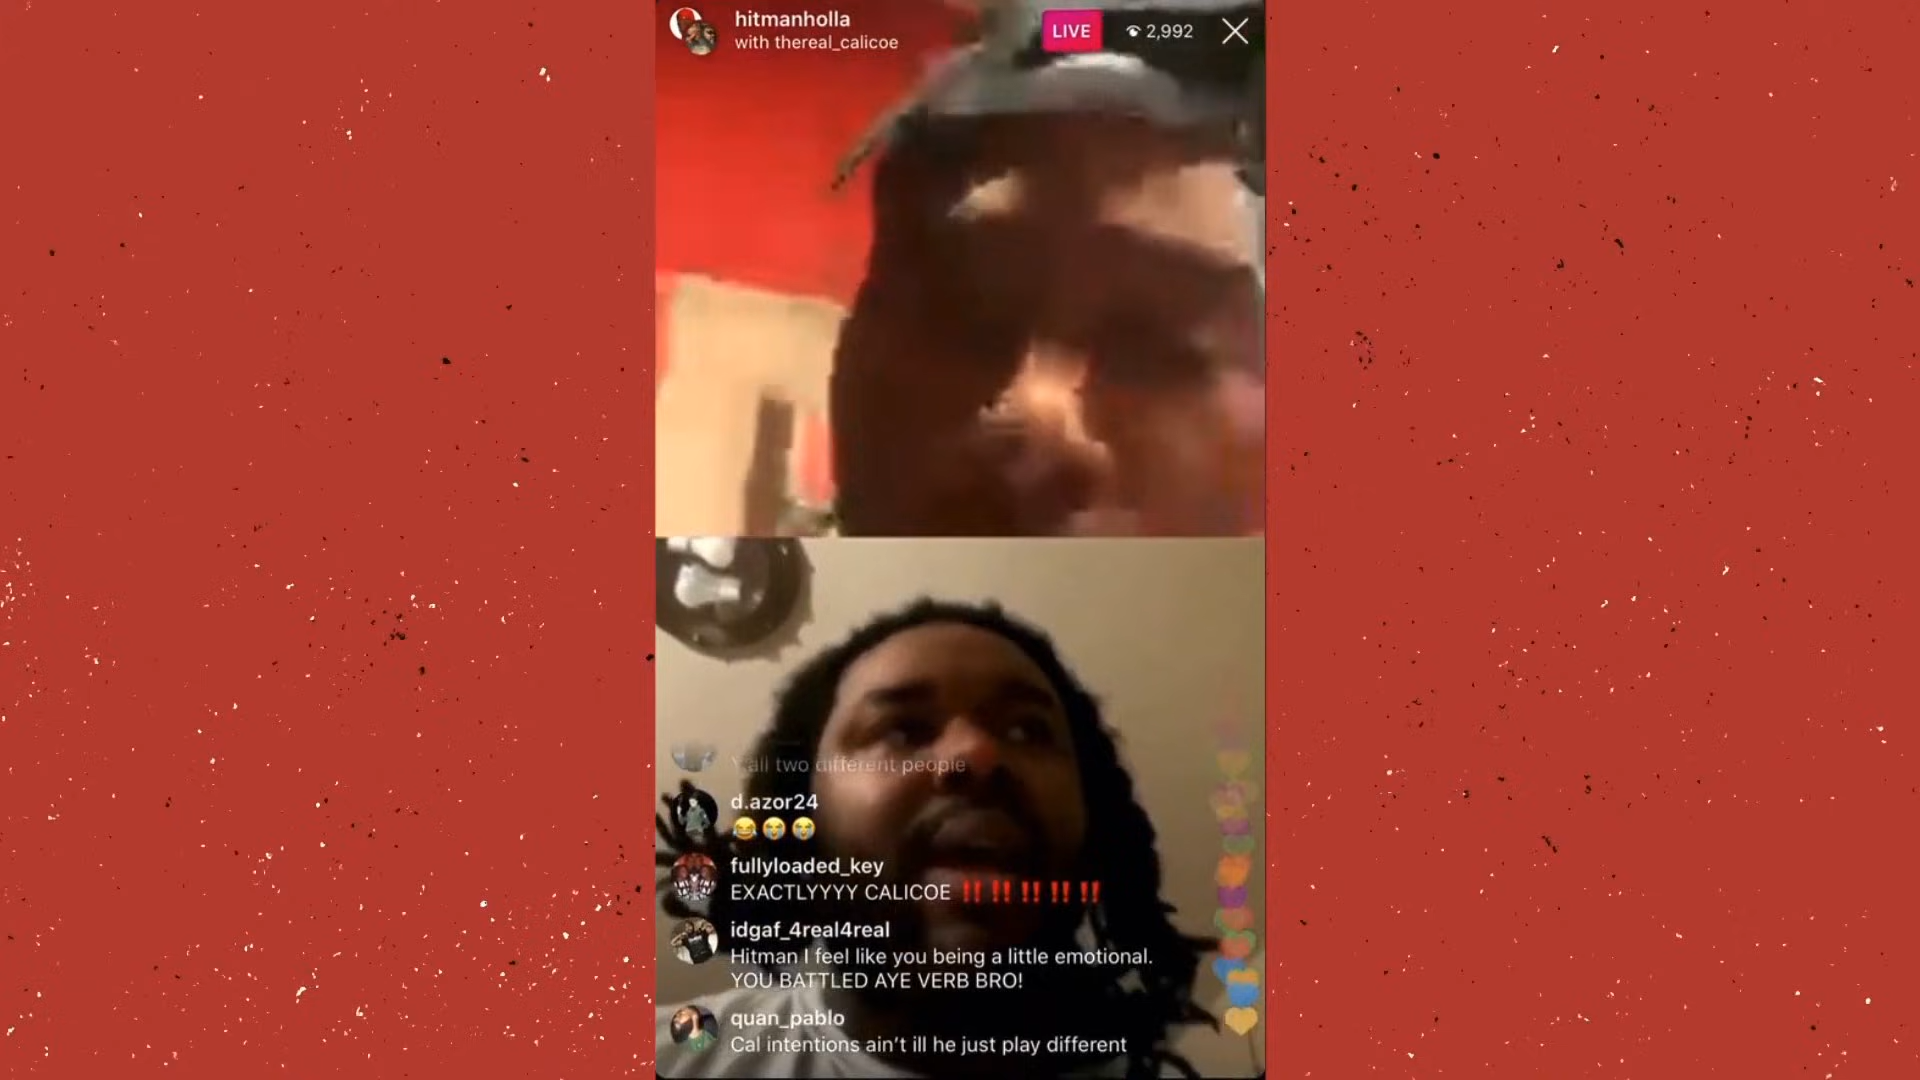 hitmanholla
with thereal_calicoe
LIVE
2,992
Y'all two different people
d.azor24
😂😭😭
fullyloaded_key
EXACTLYYYY CALICOE ‼️‼️‼️‼️‼️
idgaf_4real4real
Hitman I feel like you being a little emotional.
YOU BATTLED AYE VERB BRO!
quan_pablo
Cal intentions ain't ill he just play different